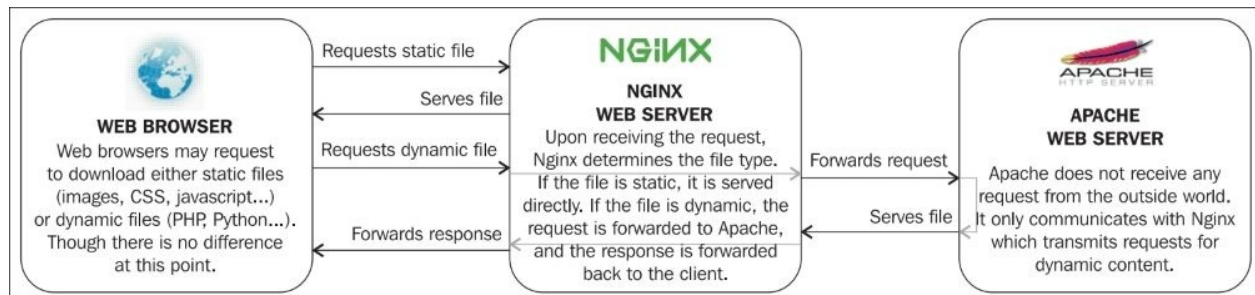 WEB BROWSER
Web browsers may request
to download either static files
(images, CSS, javascript...)
or dynamic files (PHP, Python...).
Though there is no difference
at this point.
Requests static file
Serves file
Requests dynamic file
Forwards response
NGINX
NGINX
WEB SERVER
Upon receiving the request,
Nginx determines the file type.
If the file is static, it is served
directly. If the file is dynamic, the
request is forwarded to Apache,
and the response is forwarded
back to the client.
Forwards request
Serves file
APACHE
HTTP SERVER
APACHE
WEB SERVER
Apache does not receive any
request from the outside world.
It only communicates with Nginx
which transmits requests for
dynamic content.